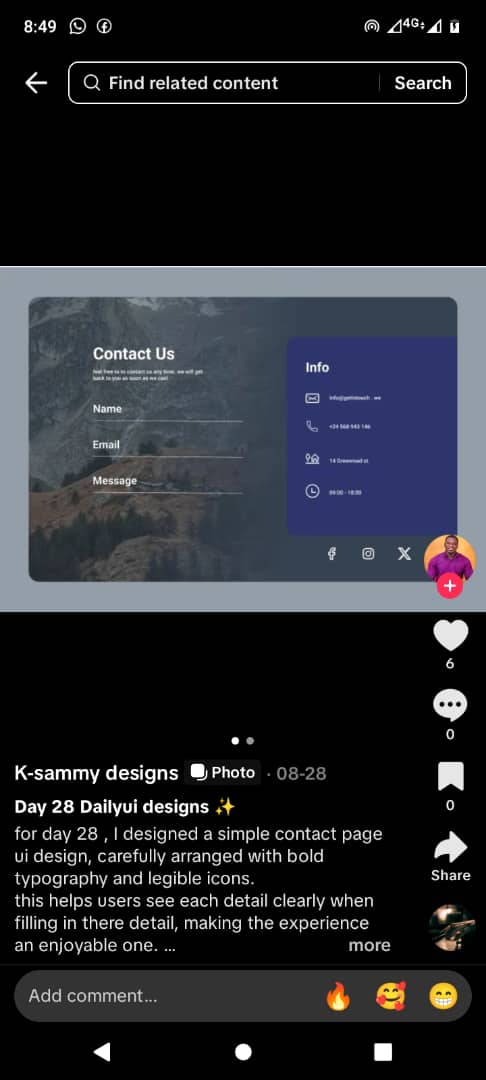 8:49
4G
Find related content
Search
Contact Us
feel free to to contact us any time. we will get
back to you as soon as we can!
Name
Email
Message
Info
info@getintouch . we
+24 568 943 146
14 Greenroad st.
09:00 - 18:00
6
0
0
Share
K-sammy designs Photo · 08-28
Day 28 Dailyui designs ✨
for day 28 , I designed a simple contact page
ui design, carefully arranged with bold
typography and legible icons.
this helps users see each detail clearly when
filling in there detail, making the experience
an enjoyable one. ... more
Add comment...